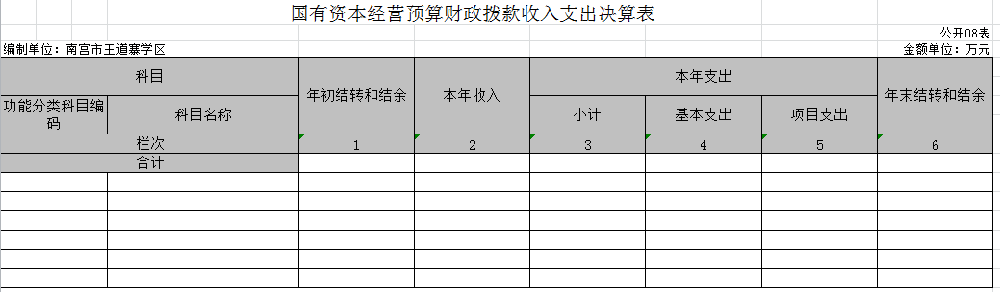 国有资本经营预算财政拨款收入支出决算表
公开08表
编制单位：南宫市王道寨学区
金额单位：万元
科目
年初结转和结余
本年收入
本年支出
年末结转和结余
功能分类科目编
码
科目名称
小计
基本支出
项目支出
栏次
1
2
3
4
5
6
合计